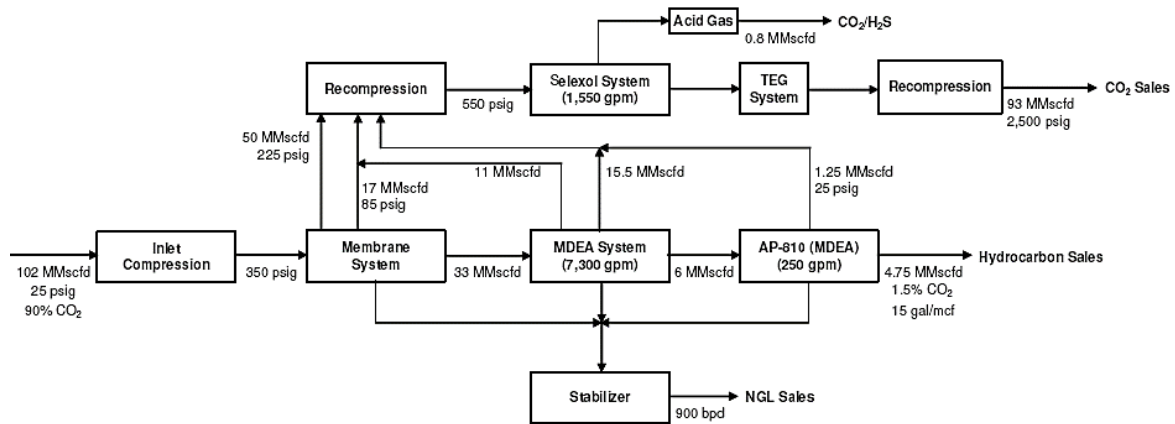 Acid Gas
CO₂/H₂S
0.8 MMscfd
Recompression
550 psig
Selexol System
(1,550 gpm)
TEG
System
Recompression
CO₂ Sales
93 MMscfd
2,500 psig
50 MMscfd
225 psig
17 MMscfd
85 psig
11 MMscfd
15.5 MMscfd
1.25 MMscfd
25 psig
Inlet
Compression
350 psig
Membrane
System
33 MMscfd
MDEA System
(7,300 gpm)
6 MMscfd
AP-810 (MDEA)
(250 gpm)
Hydrocarbon Sales
102 MMscfd
25 psig
90% CO₂
4.75 MMscfd
1.5% CO₂
15 gal/mcf
Stabilizer
NGL Sales
900 bpd